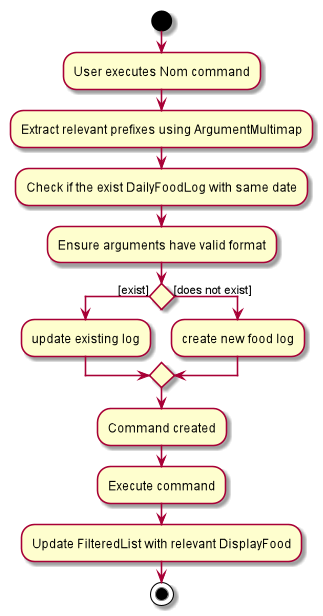 User executes Nom command
Extract relevant prefixes using ArgumentMultimap
Check if the exist DailyFoodLog with same date
Ensure arguments have valid format
[exist] [does not exist]
update existing log
create new food log
Command created
Execute command
Update FilteredList with relevant DisplayFood